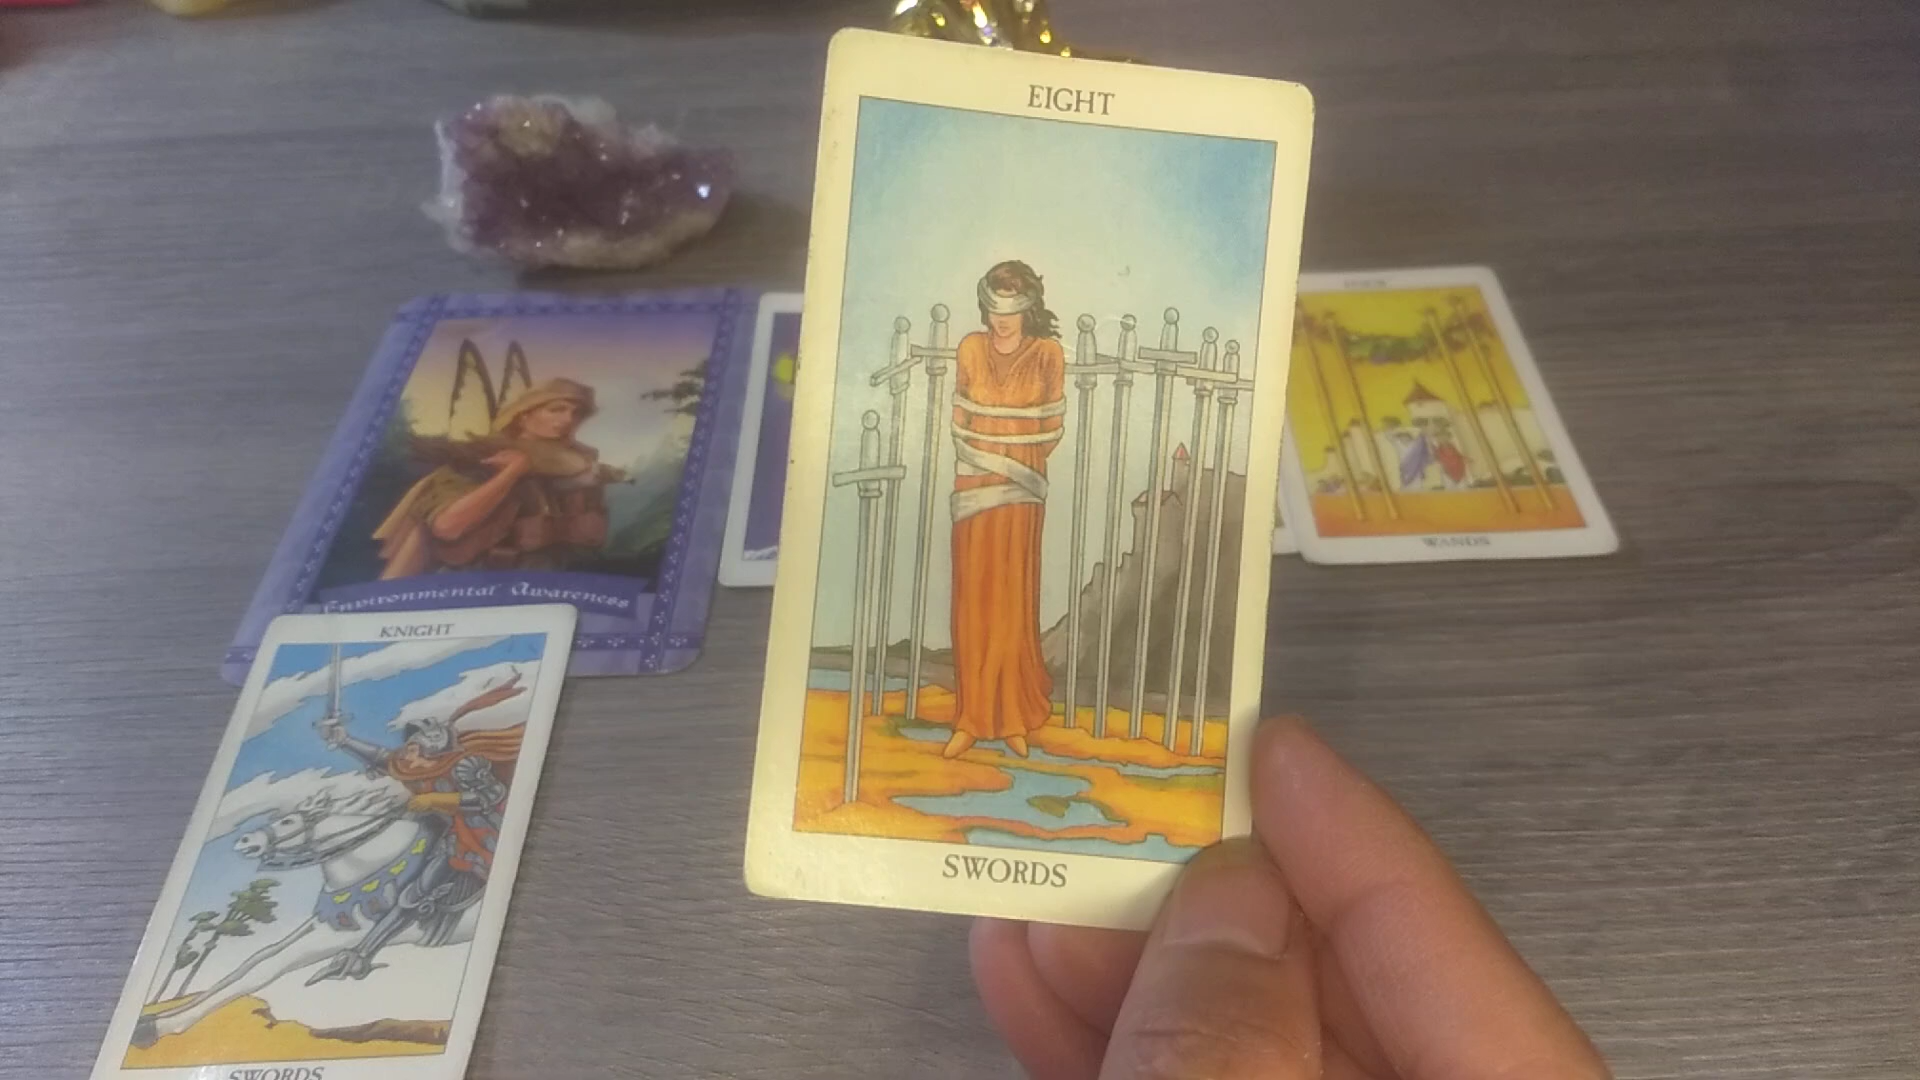 EIGHT
SWORDS
Environmental Awareness
KNIGHT
SWORDS
WANDS